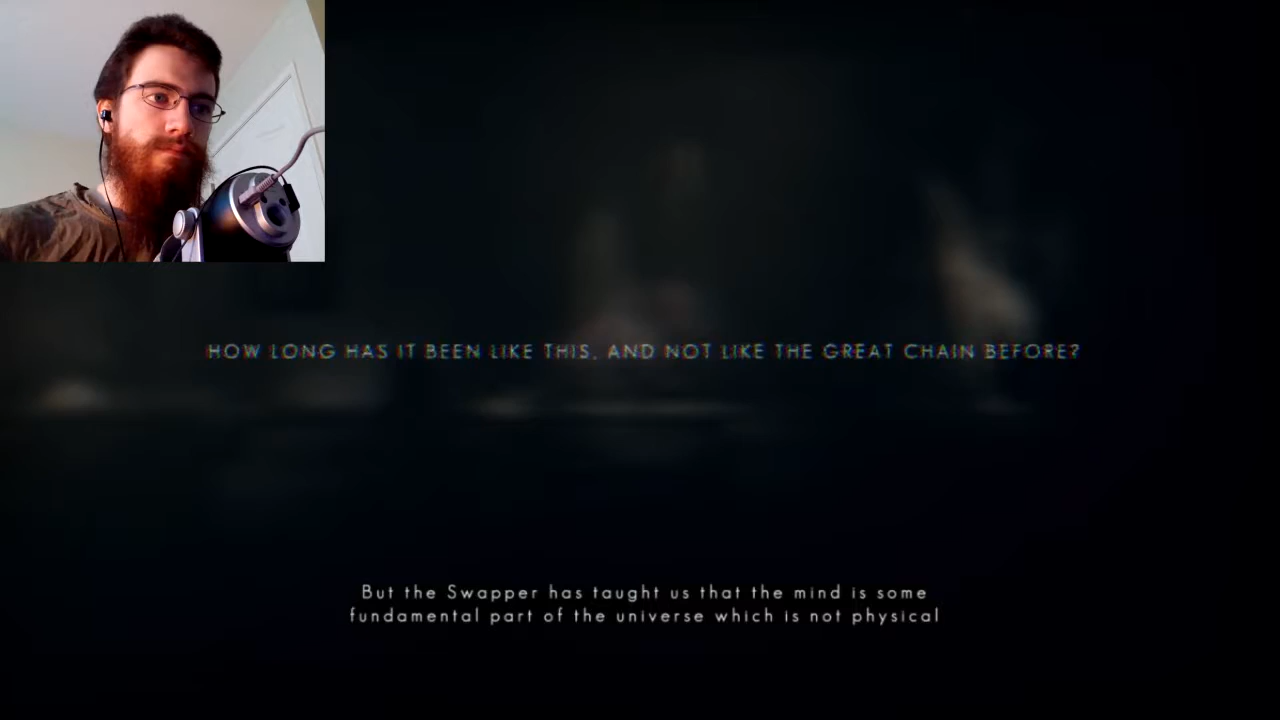 HOW LONG HAS IT BEEN LIKE THIS, AND NOT LIKE THE GREAT CHAIN BEFORE?
But the Swapper has taught us that the mind is some
fundamental part of the universe which is not physical